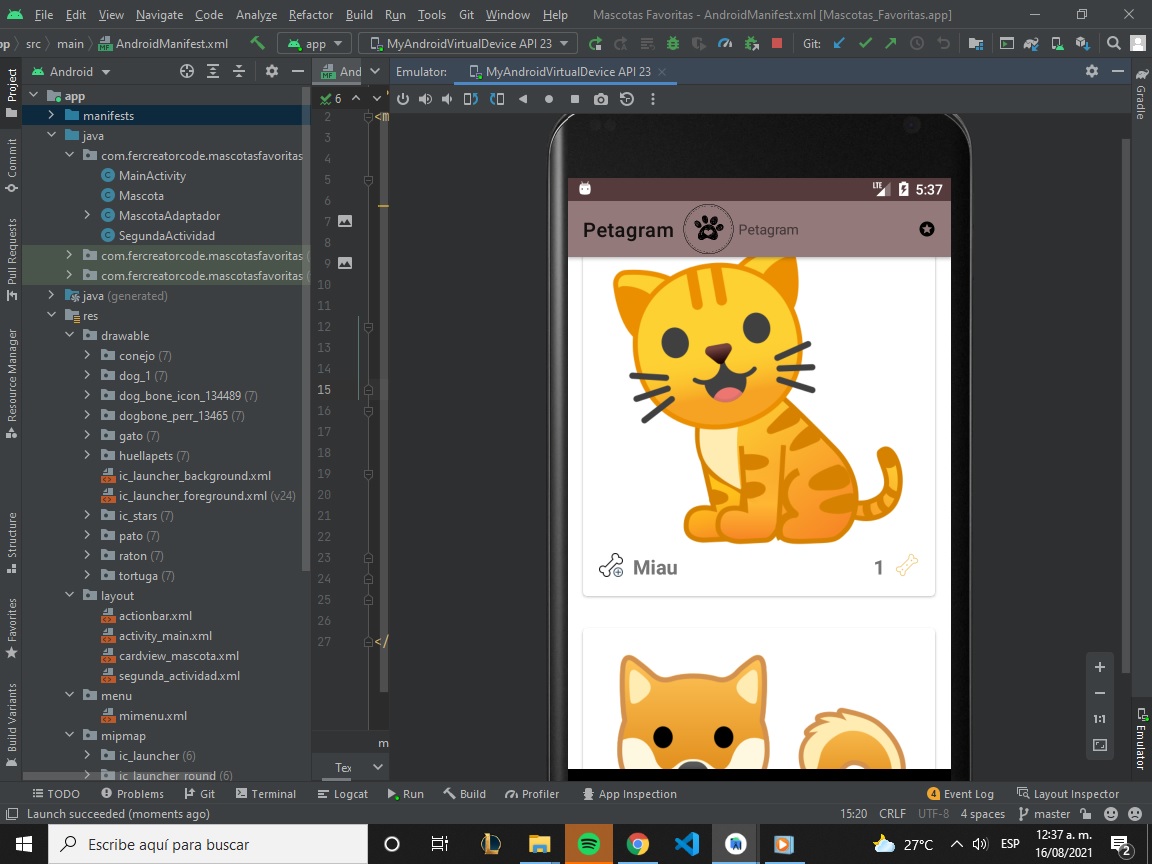 File Edit View Navigate Code Analyze Refactor Build Run Tools Git Window Help Mascotas Favoritas - AndroidManifest.xml [Mascotas_Favoritas.app]
src main AndroidManifest.xml app MyAndroidVirtualDevice API 23 Git:
Android And Emulator: MyAndroidVirtualDevice API 23
Project
Commit
Pull Requests
Resource Manager
Structure
Favorites
Build Variants
app
manifests
java
com.fercreatorcode.mascotasfavoritas
MainActivity
Mascota
MascotaAdaptador
SegundaActividad
com.fercreatorcode.mascotasfavoritas
com.fercreatorcode.mascotasfavoritas
java (generated)
res
drawable
conejo (7)
dog_1 (7)
dog_bone_icon_134489 (7)
dogbone_perr_13465 (7)
gato (7)
huellapets (7)
ic_launcher_background.xml
ic_launcher_foreground.xml (v24)
ic_stars (7)
pato (7)
raton (7)
tortuga (7)
layout
actionbar.xml
activity_main.xml
cardview_mascota.xml
segunda_actividad.xml
menu
mimenu.xml
mipmap
ic_launcher (6)
ic_launcher_round (6)
6
2 <m
3
4
5
6
7
8
9
10
11
12
13
14
15
16
17
18
19
20
21
22
23
24
25
26
27 </
m
Tex
LTE 5:37
Petagram Petagram
Miau 1
1:1
Gradle
Emulator
TODO Problems Git Terminal Logcat Run Build Profiler App Inspection 4 Event Log Layout Inspector
Launch succeeded (moments ago) 15:20 CRLF UTF-8 4 spaces master
Escribe aquí para buscar 27°C ESP 12:37 a. m.
16/08/2021 2